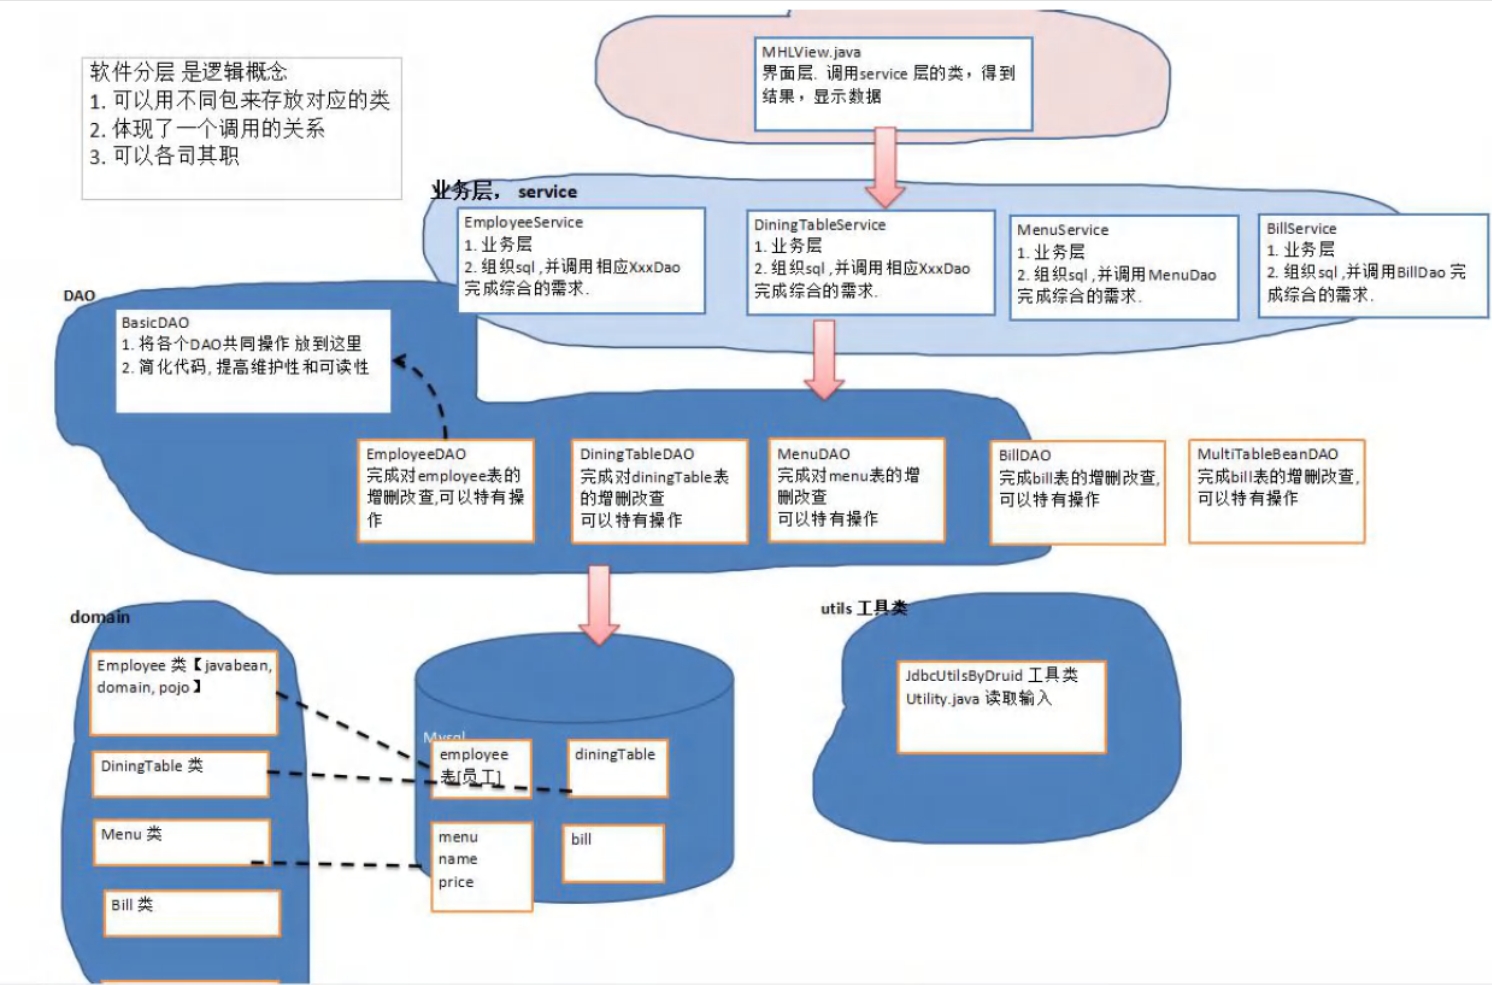 软件分层 是逻辑概念
1. 可以用不同包来存放对应的类
2. 体现了一个调用的关系
3. 可以各司其职
MHLView.java
界面层. 调用service 层的类，得到
结果，显示数据
业务层， service
EmployeeService
1. 业务层
2. 组织sql ,并调用相应XxxDao
完成综合的需求.
DiningTableService
1. 业务层
2. 组织sql ,并调用相应XxxDao
完成综合的需求.
MenuService
1. 业务层
2. 组织sql ,并调用MenuDao
完成综合的需求.
BillService
1. 业务层
2. 组织sql ,并调用BillDao 完
成综合的需求.
DAO
BasicDAO
1. 将各个DAO共同操作 放到这里
2. 简化代码, 提高维护性和可读性
EmployeeDAO
完成对employee表的
增删改查,可以特有操
作
DiningTableDAO
完成对diningTable表
的增删改查
可以特有操作
MenuDAO
完成对menu表的增
删改查
可以特有操作
BillDAO
完成bill表的增删改查,
可以特有操作
MultiTableBeanDAO
完成bill表的增删改查,
可以特有操作
domain
Employee 类【javabean,
domain, pojo】
DiningTable 类
Menu 类
Bill 类
Mysql
employee
表[员工]
diningTable
menu
name
price
bill
utils 工具类
JdbcUtilsByDruid 工具类
Utility.java 读取输入